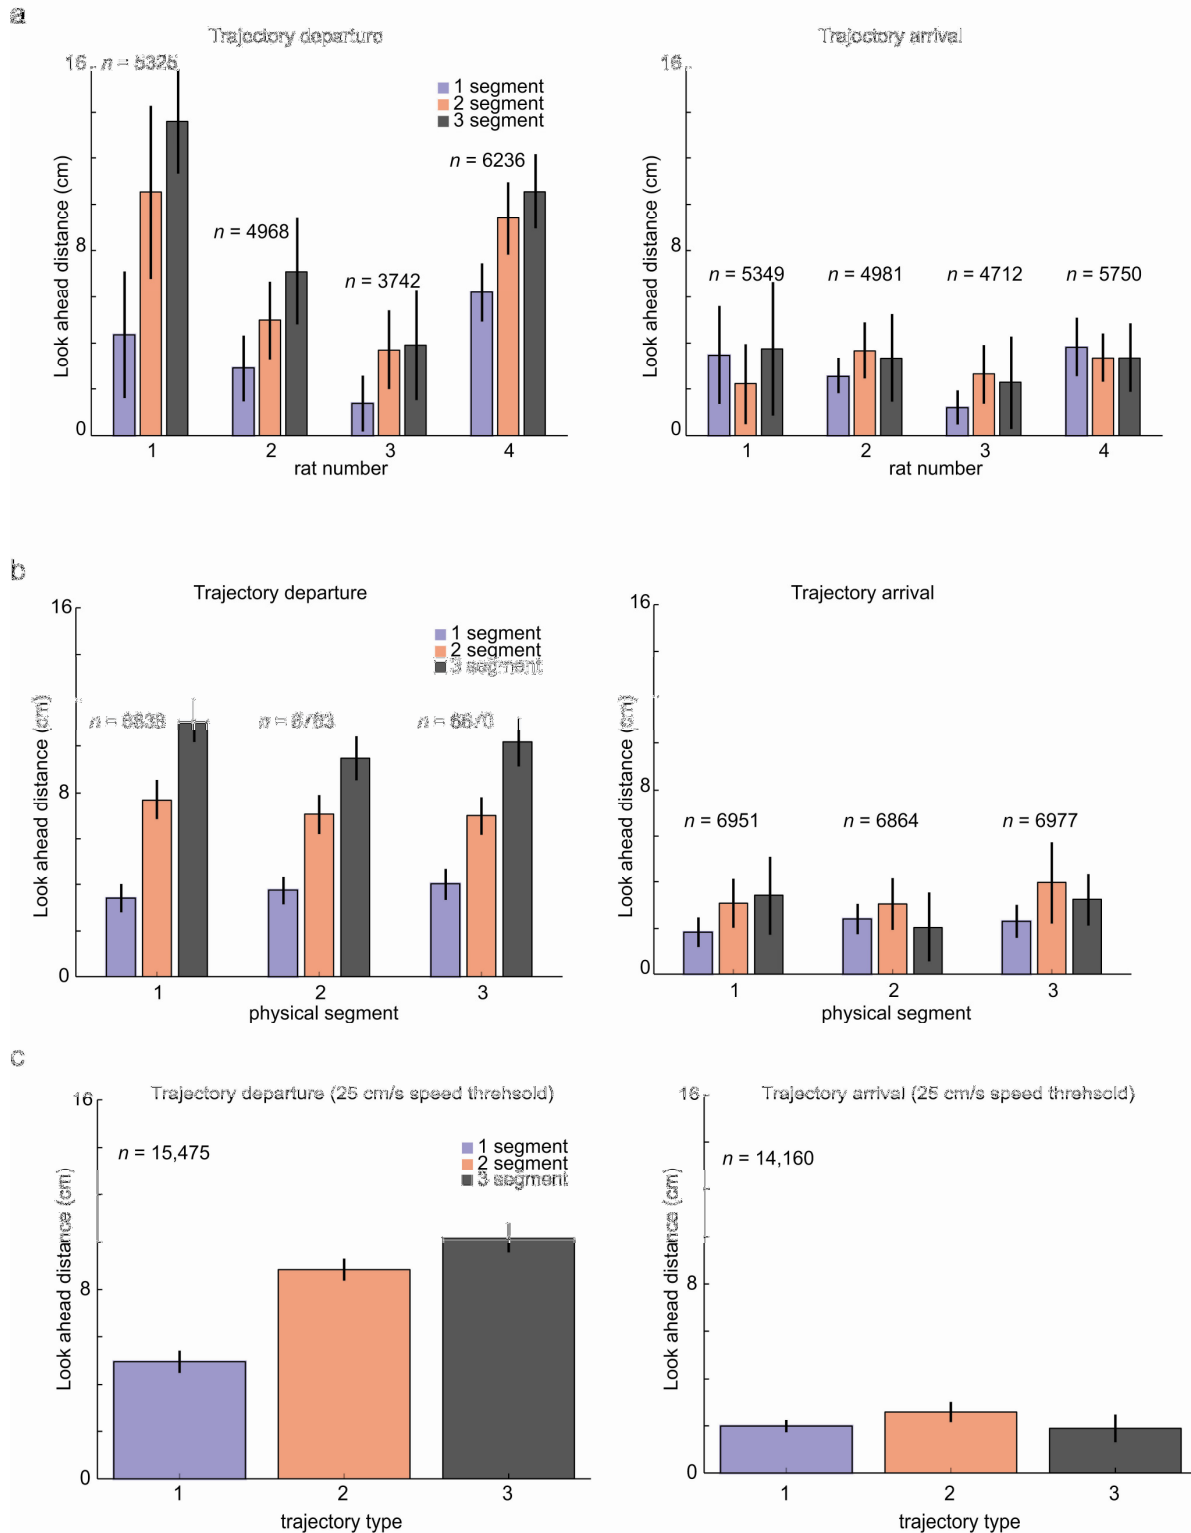 a
Trajectory departure
16
n = 5325
1 segment
2 segment
3 segment
n = 6236
n = 4968
n = 3742
8
0
Look ahead distance (cm)
1 2 3 4
rat number
Trajectory arrival
16
n = 5349 n = 4981 n = 4712 n = 5750
8
0
Look ahead distance (cm)
1 2 3 4
rat number
b
Trajectory departure
16
1 segment
2 segment
3 segment
8
0
Look ahead distance (cm)
1 2 3
physical segment
Trajectory arrival
16
n = 6951 n = 6864 n = 6977
8
0
Look ahead distance (cm)
1 2 3
physical segment
c
Trajectory departure (25 cm/s speed threhsold)
16
n = 15,475
1 segment
2 segment
3 segment
8
0
Look ahead distance (cm)
1 2 3
trajectory type
Trajectory arrival (25 cm/s speed threhsold)
16
n = 14,160
8
0
Look ahead distance (cm)
1 2 3
trajectory type